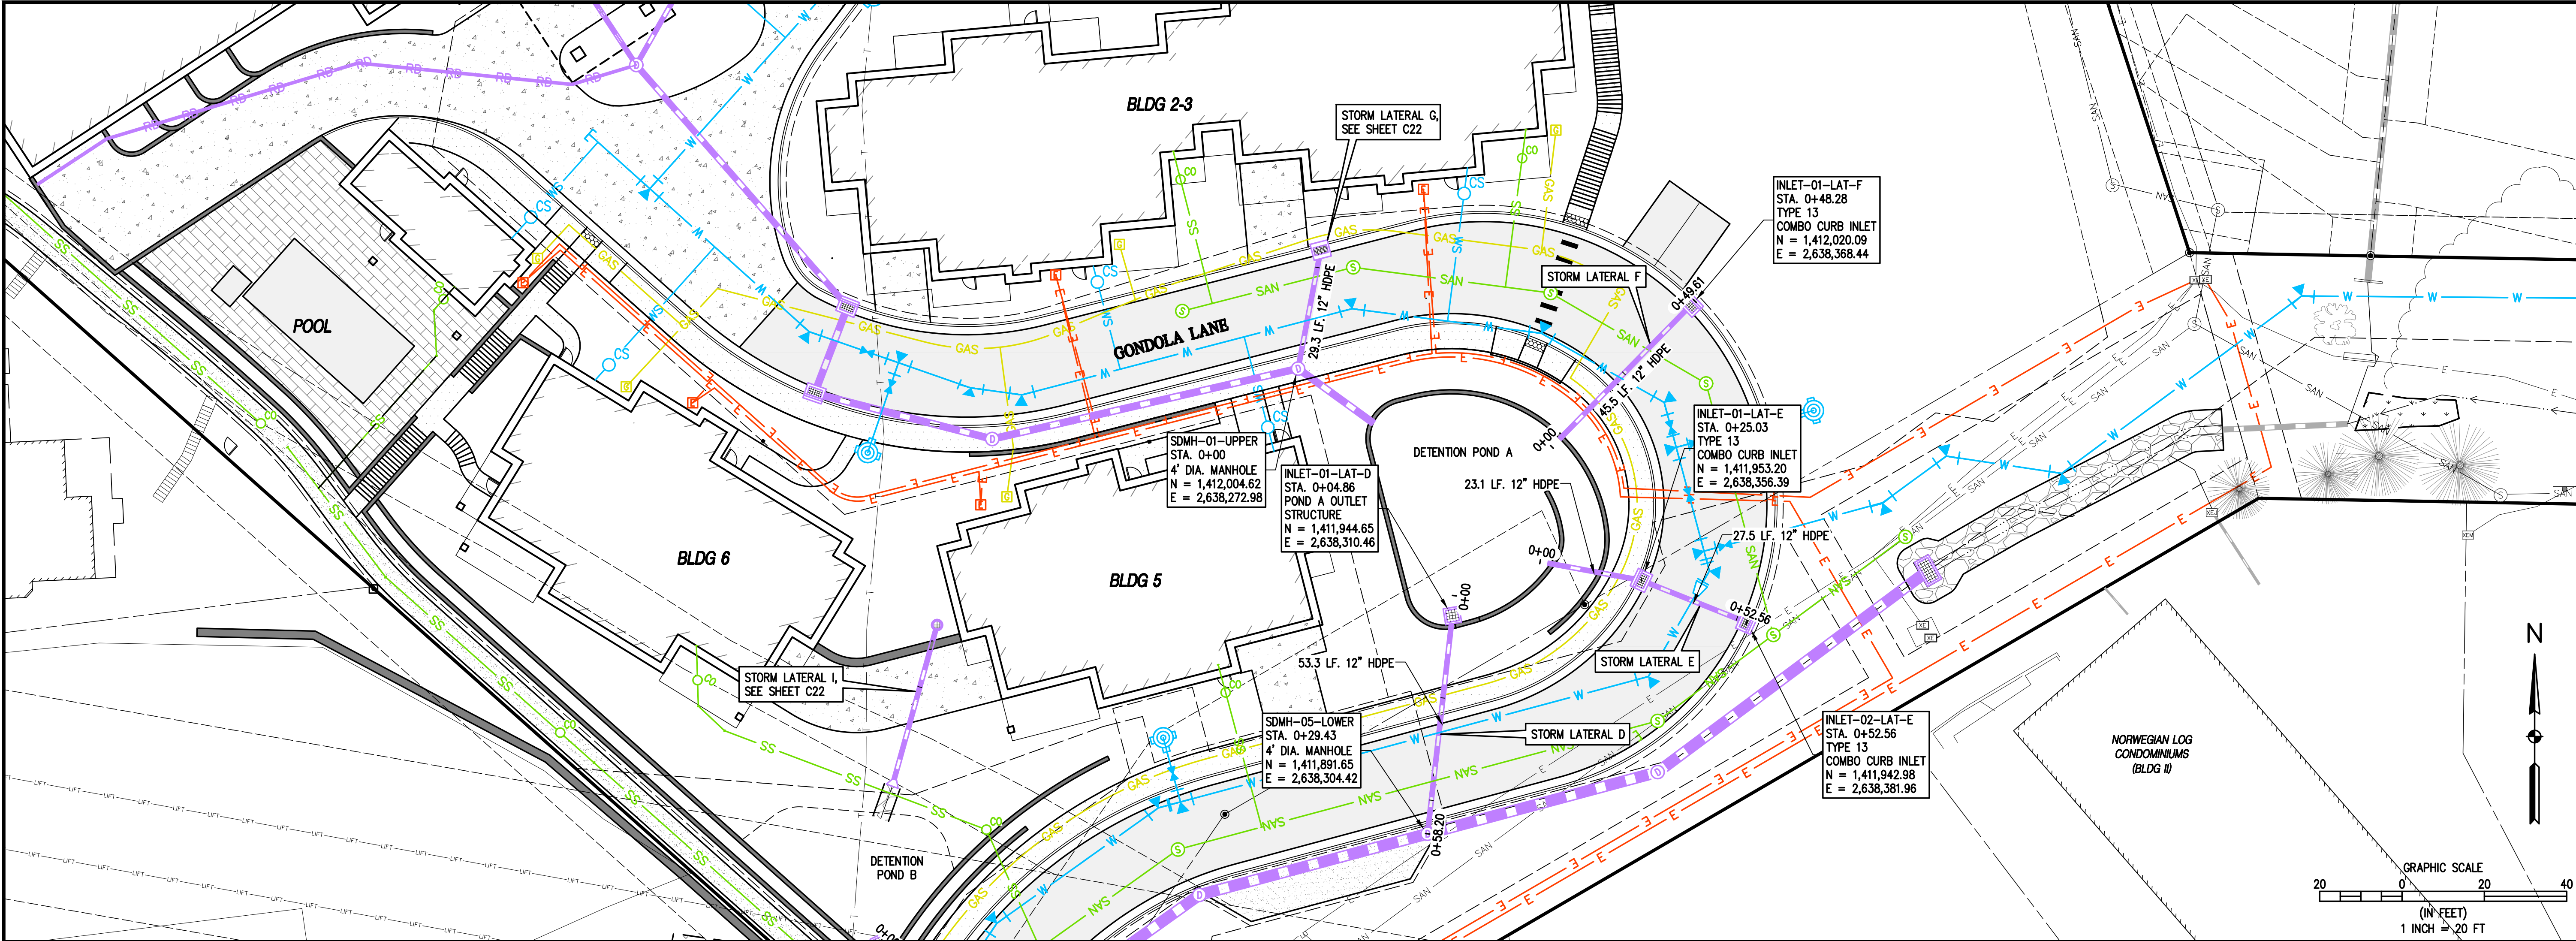 BLDG 2-3
STORM LATERAL G,
SEE SHEET C22
INLET-01-LAT-F
STA. 0+48.28
TYPE 13
COMBO CURB INLET
N = 1,412,020.09
E = 2,638,368.44
STORM LATERAL F
0+49.61
29.3 LF. 12" HDPE
GONDOLA LANE
POOL
45.5 LF. 12" HDPE
0+00
INLET-01-LAT-E
STA. 0+25.03
TYPE 13
COMBO CURB INLET
N = 1,411,953.20
E = 2,638,356.39
SDMH-01-UPPER
STA. 0+00
4' DIA. MANHOLE
N = 1,412,004.62
E = 2,638,272.98
INLET-01-LAT-D
STA. 0+04.86
POND A OUTLET
STRUCTURE
N = 1,411,944.65
E = 2,638,310.46
DETENTION POND A
23.1 LF. 12" HDPE
27.5 LF. 12" HDPE
0+00
0+00
0+52.56
BLDG 6
BLDG 5
STORM LATERAL I,
SEE SHEET C22
53.3 LF. 12" HDPE
STORM LATERAL E
STORM LATERAL D
SDMH-05-LOWER
STA. 0+29.43
4' DIA. MANHOLE
N = 1,411,891.65
E = 2,638,304.42
INLET-02-LAT-E
STA. 0+52.56
TYPE 13
COMBO CURB INLET
N = 1,411,942.98
E = 2,638,381.96
0+58.20
DETENTION
POND B
NORWEGIAN LOG
CONDOMINIUMS
(BLDG II)
N
GRAPHIC SCALE
20 0 20 40
(IN FEET)
1 INCH = 20 FT